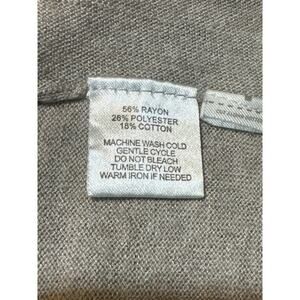 56% RAYON
26% POLYESTER
18% COTTON
MACHINE WASH COLD
GENTLE CYCLE
DO NOT BLEACH
TUMBLE DRY LOW
WARM IRON IF NEEDED